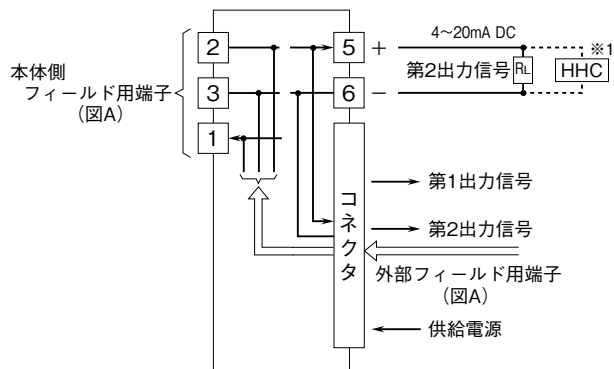 2
5
+
4〜20mA DC
※1
本体側
フィールド用端子
(図A)
第2出力信号
RL
HHC
3
6
−
1
コネクタ
第1出力信号
第2出力信号
外部フィールド用端子
(図A)
供給電源